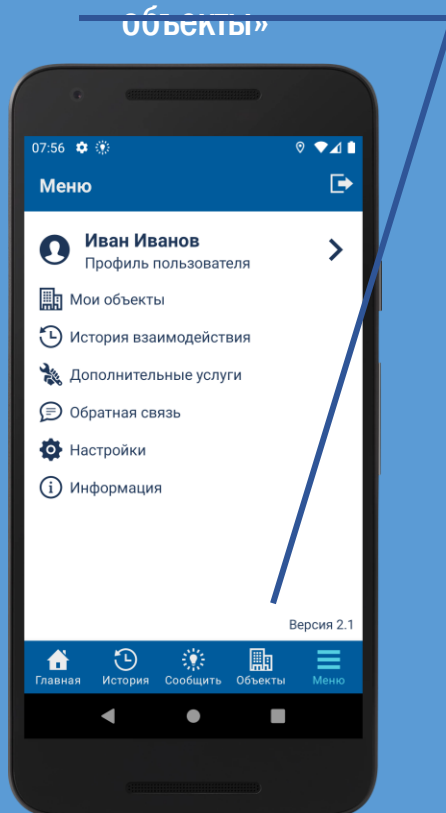 объекты»
07:56
Меню
Иван Иванов
Профиль пользователя
Мои объекты
История взаимодействия
Дополнительные услуги
Обратная связь
Настройки
Информация
Версия 2.1
Главная История Сообщить Объекты Меню